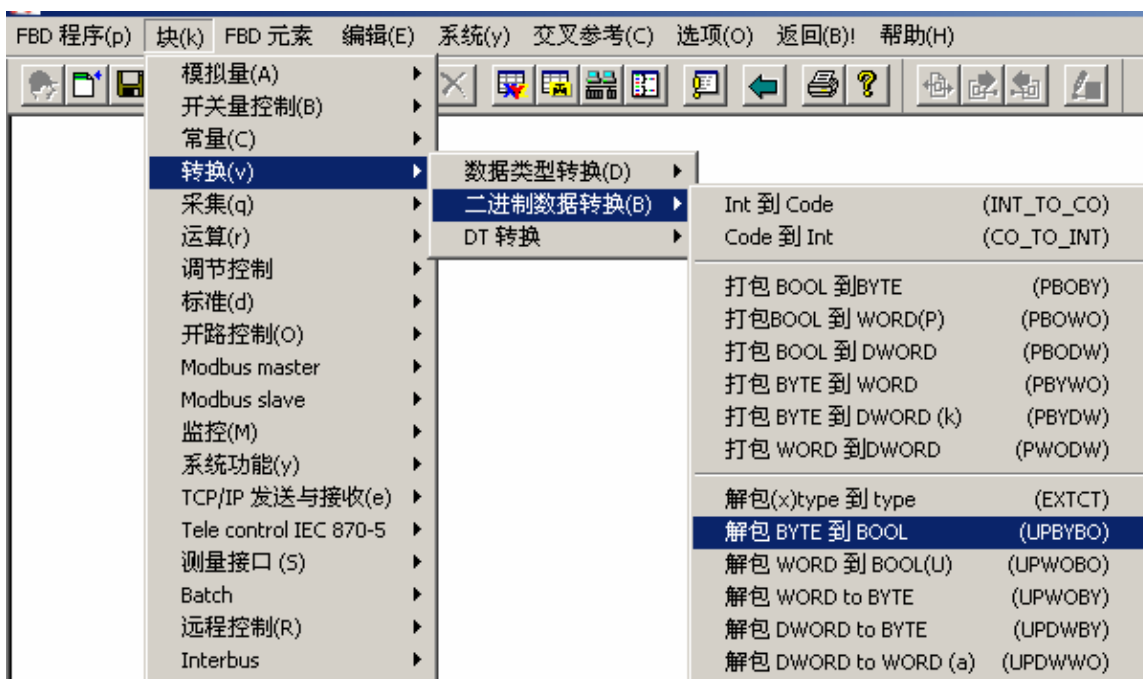 FBD 程序(p) 块(k) FBD 元素 编辑(E) 系统(y) 交叉参考(C) 选项(O) 返回(B)! 帮助(H)
模拟量(A)
开关量控制(B)
常量(C)
转换(v)
采集(q)
运算(r)
调节控制
标准(d)
开路控制(O)
Modbus master
Modbus slave
监控(M)
系统功能(y)
TCP/IP 发送与接收(e)
Tele control IEC 870-5
测量接口 (S)
Batch
远程控制(R)
Interbus
数据类型转换(D)
二进制数据转换(B)
DT 转换
Int 到 Code (INT_TO_CO)
Code 到 Int (CO_TO_INT)
打包 BOOL 到BYTE (PBOBY)
打包BOOL 到 WORD(P) (PBOWO)
打包 BOOL 到 DWORD (PBODW)
打包 BYTE 到 WORD (PBYWO)
打包 BYTE 到 DWORD (k) (PBYDW)
打包 WORD 到DWORD (PWODW)
解包(x)type 到 type (EXTCT)
解包 BYTE 到 BOOL (UPBYBO)
解包 WORD 到 BOOL(U) (UPWOBO)
解包 WORD to BYTE (UPWOBY)
解包 DWORD to BYTE (UPDWBY)
解包 DWORD to WORD (a) (UPDWWO)